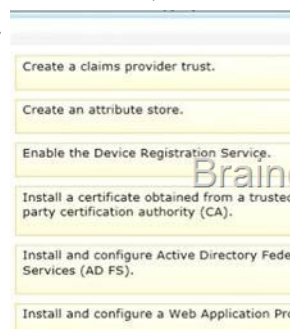 Create a claims provider trust.
Create an attribute store.
Enable the Device Registration Service.
Install a certificate obtained from a trusted
party certification authority (CA).
Install and configure Active Directory Fede
Services (AD FS).
Install and configure a Web Application Pro